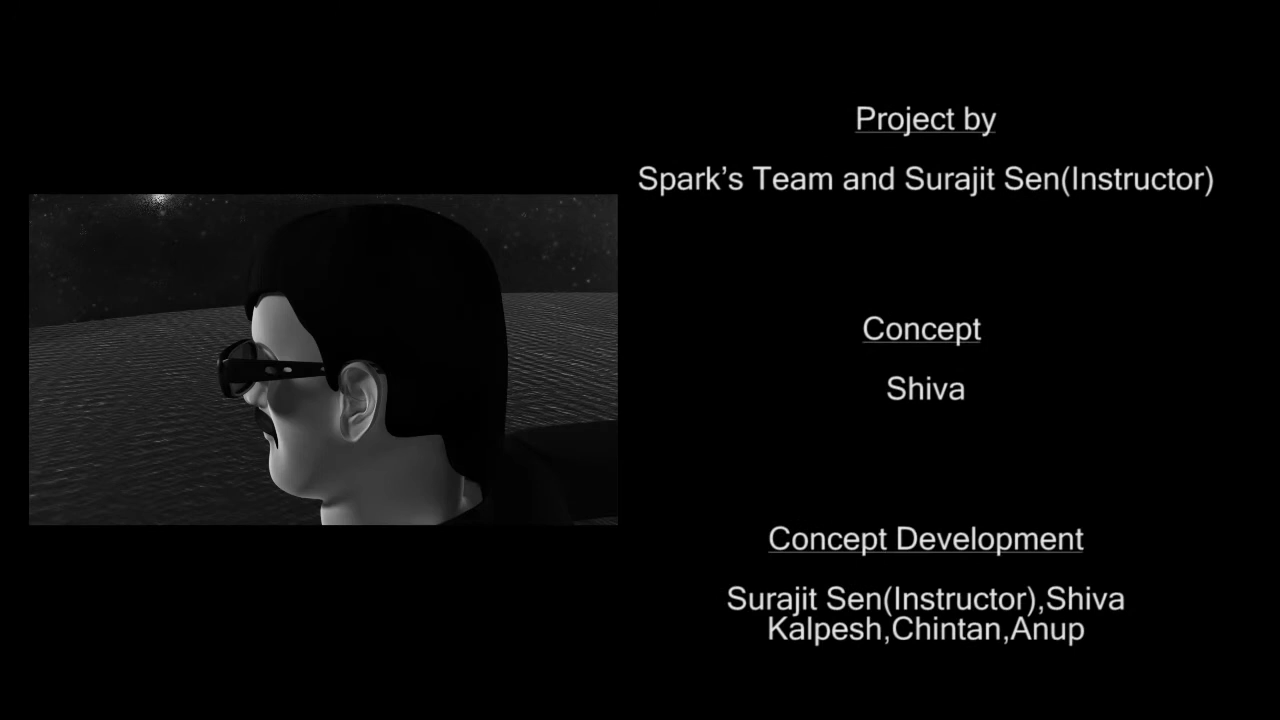 Project by
Spark’s Team and Surajit Sen(Instructor)
Concept
Shiva
Concept Development
Surajit Sen(Instructor),Shiva
Kalpesh,Chintan,Anup